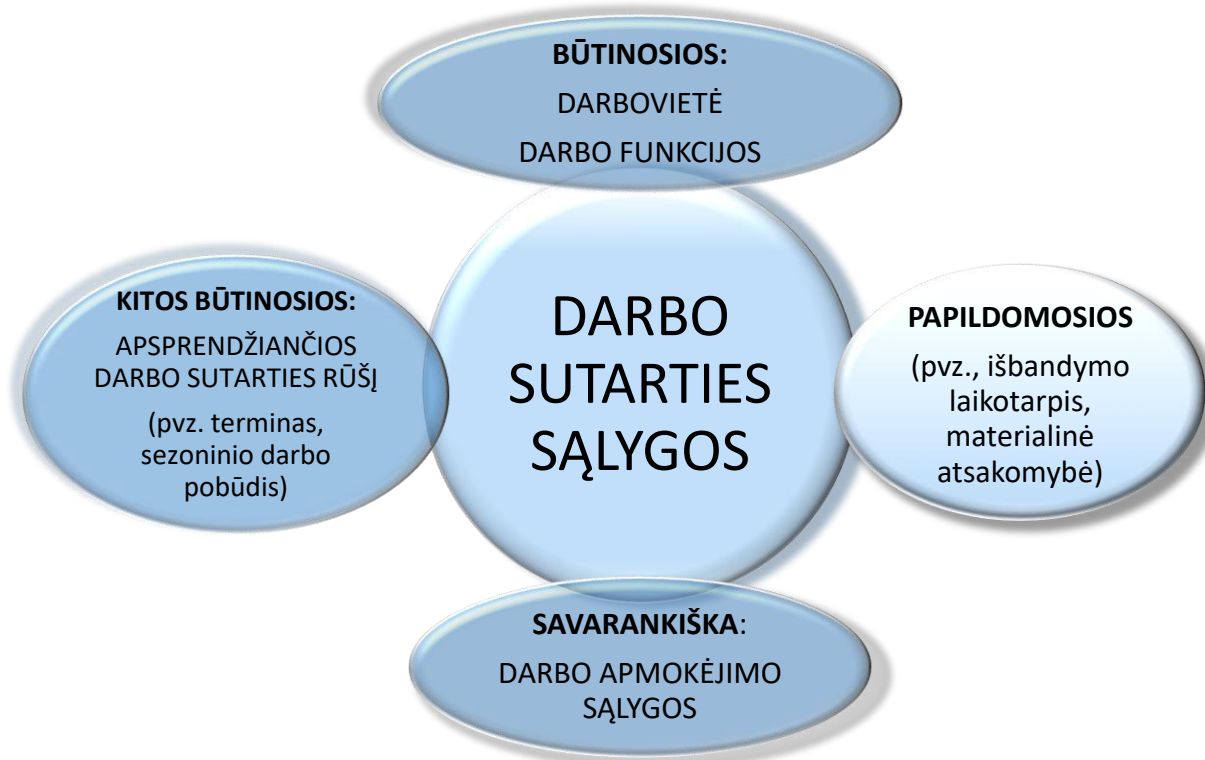 BŪTINOSIOS:
DARBOVIETĖ
DARBO FUNKCIJOS
KITOS BŪTINOSIOS:
APSPRENDŽIANČIOS
DARBO SUTARTIES RŪŠĮ
(pvz. terminas,
sezoninio darbo
pobūdis)
DARBO
SUTARTIES
SĄLYGOS
PAPILDOMOSIOS
(pvz., išbandymo
laikotarpis,
materialinė
atsakomybė)
SAVARANKIŠKA:
DARBO APMOKĖJIMO
SĄLYGOS